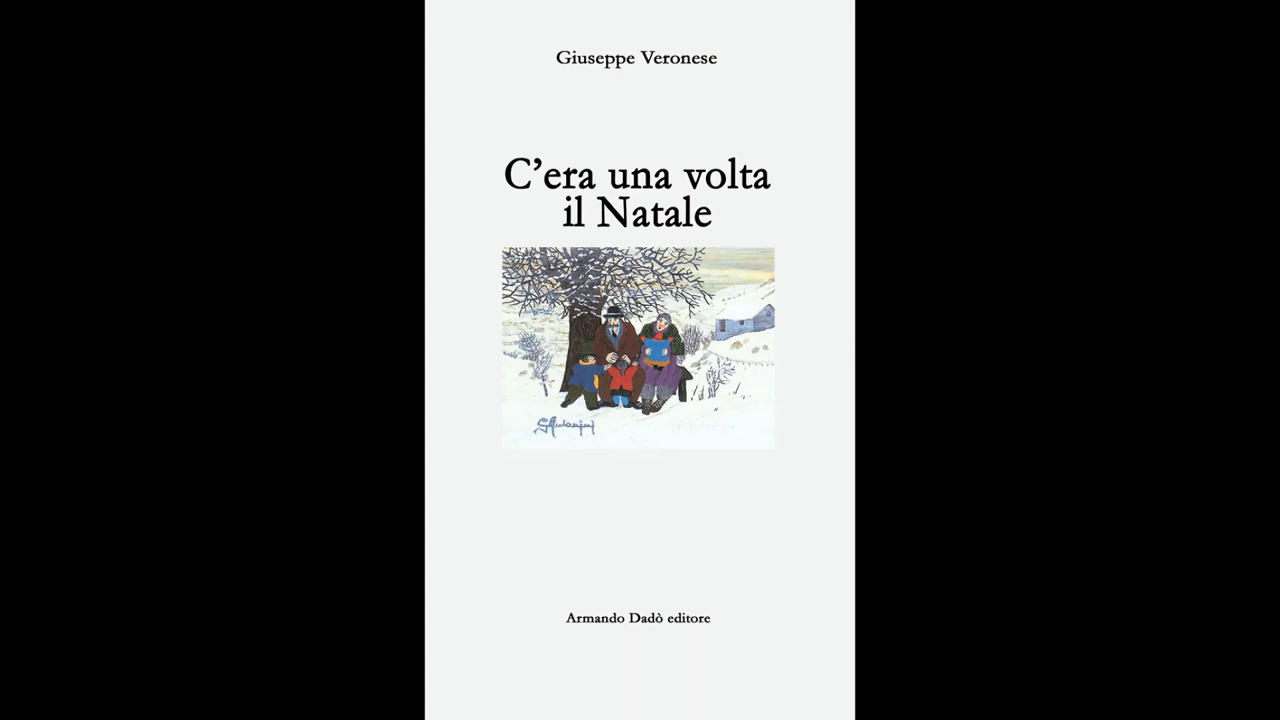 Giuseppe Veronese
C'era una volta
il Natale
Armando Dadò editore